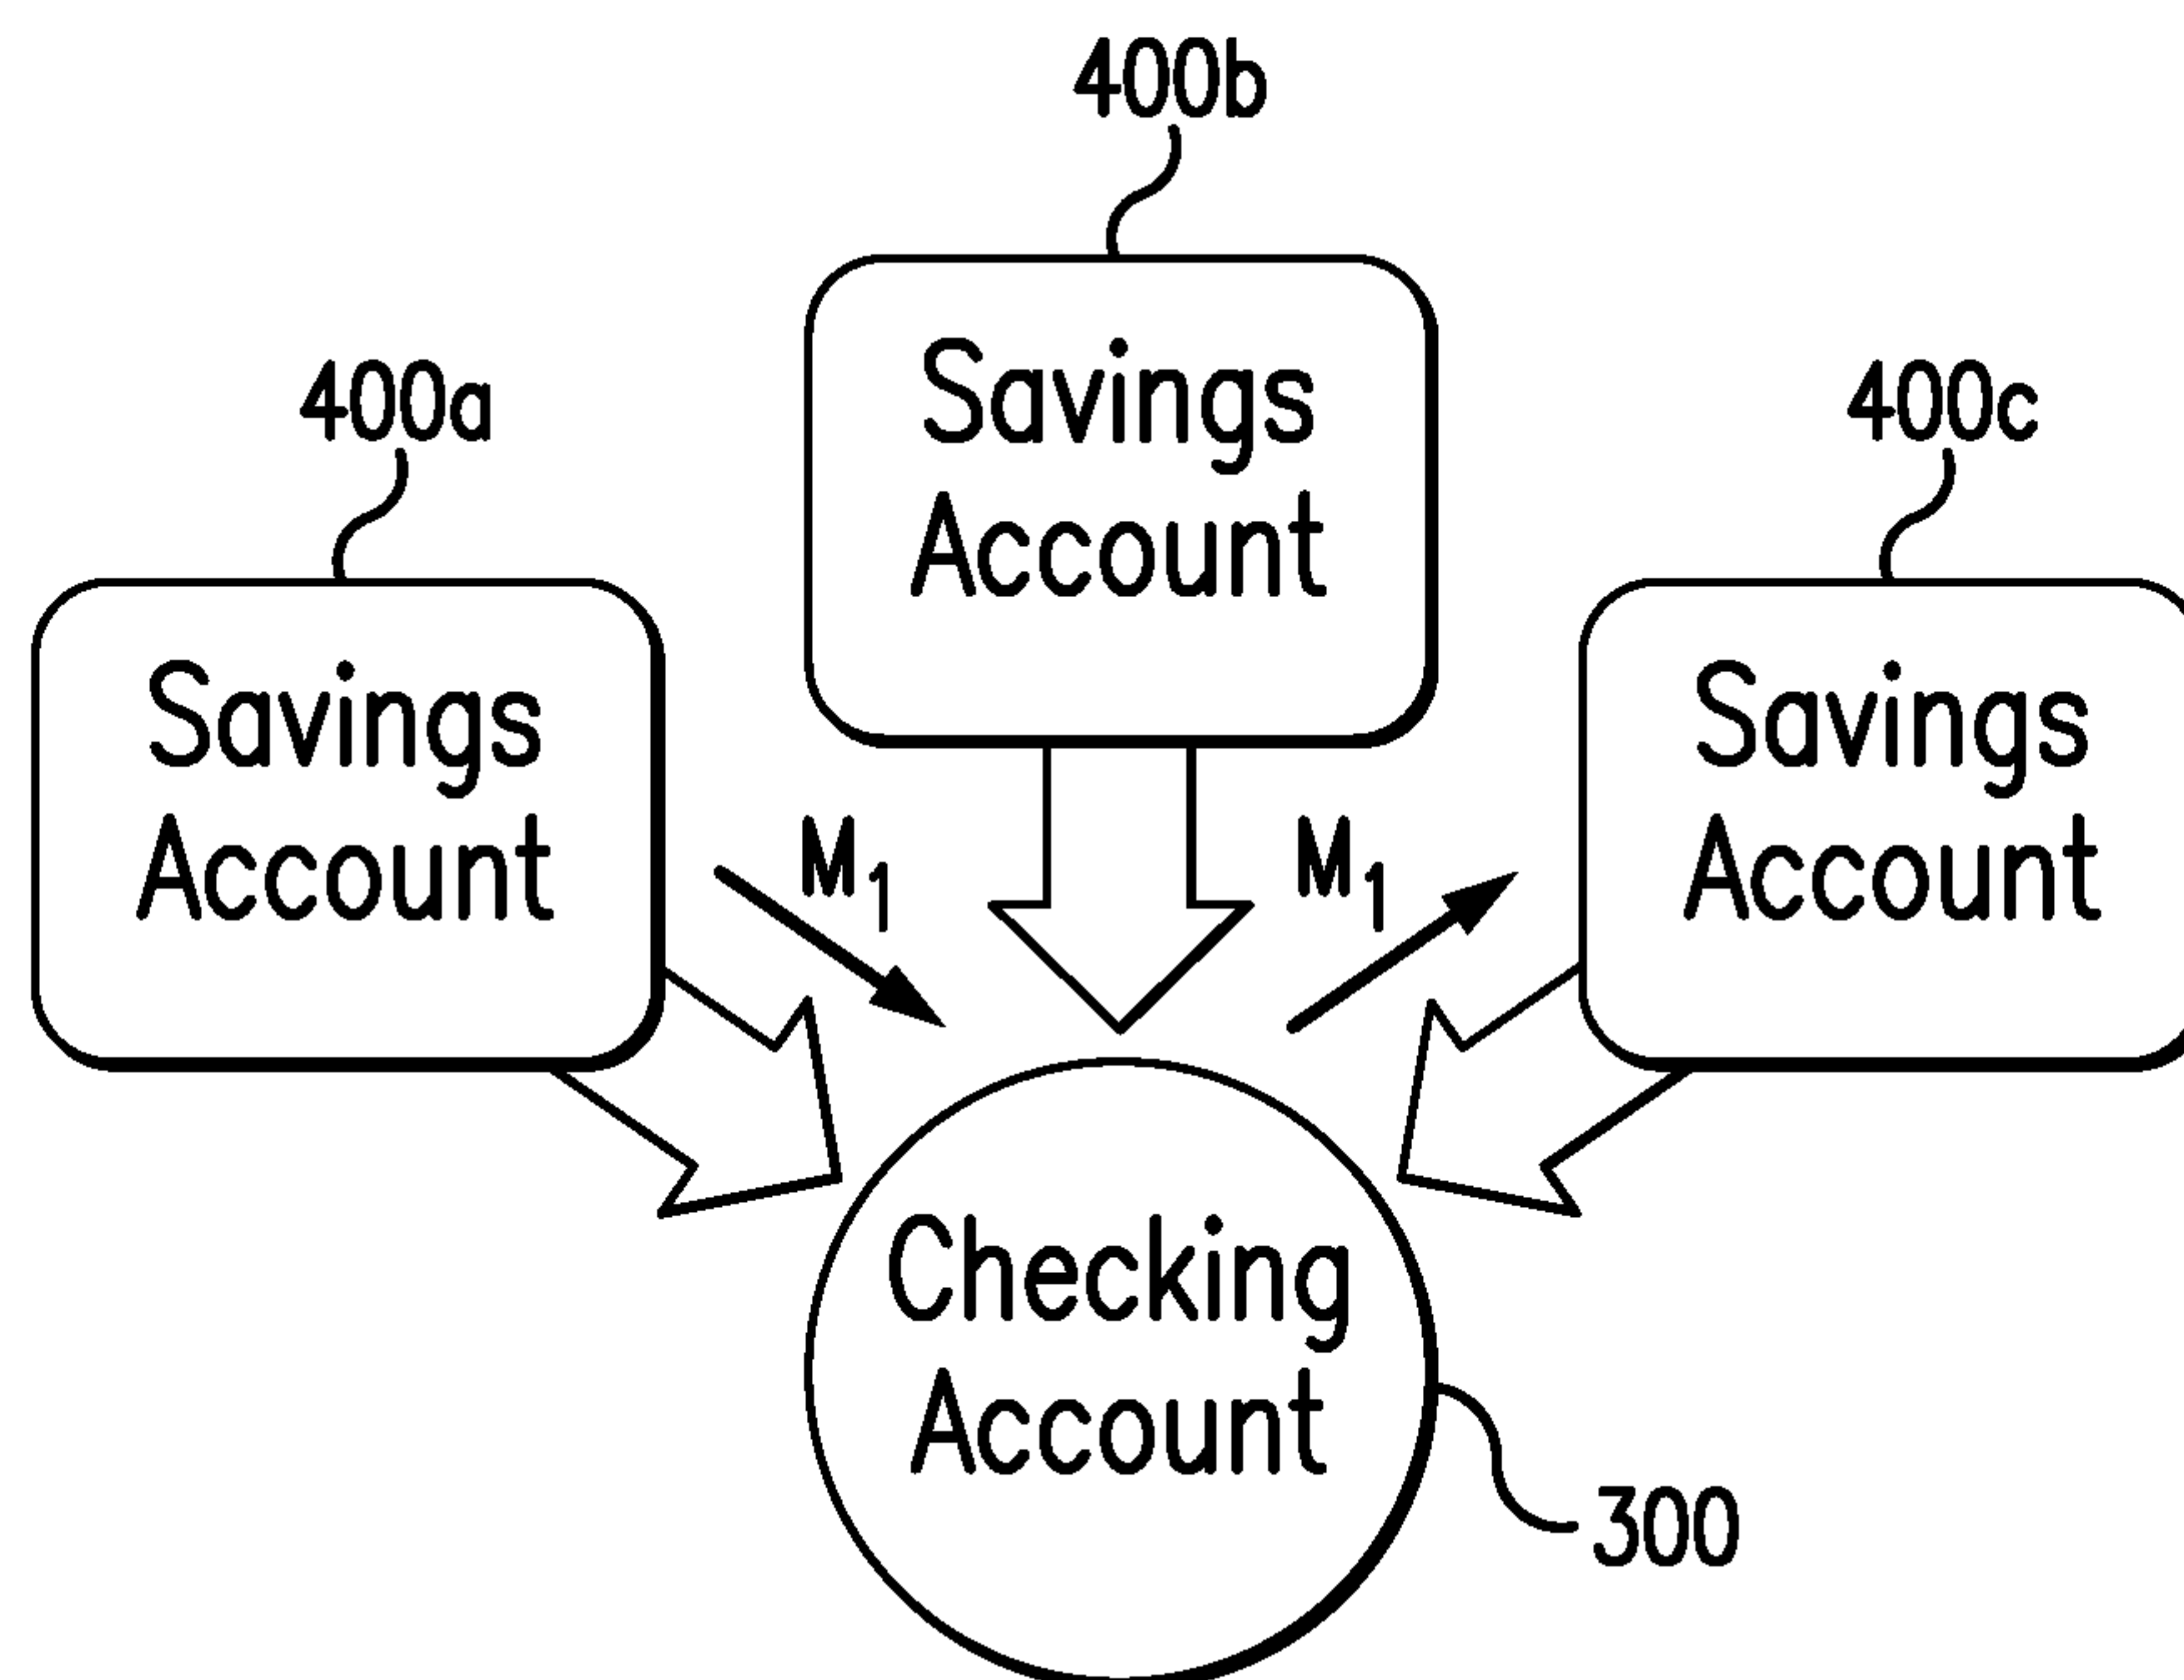 400b
400a
400c
Savings
Account
Savings
Account
Savings
Account
M1
M1
Checking
Account
300